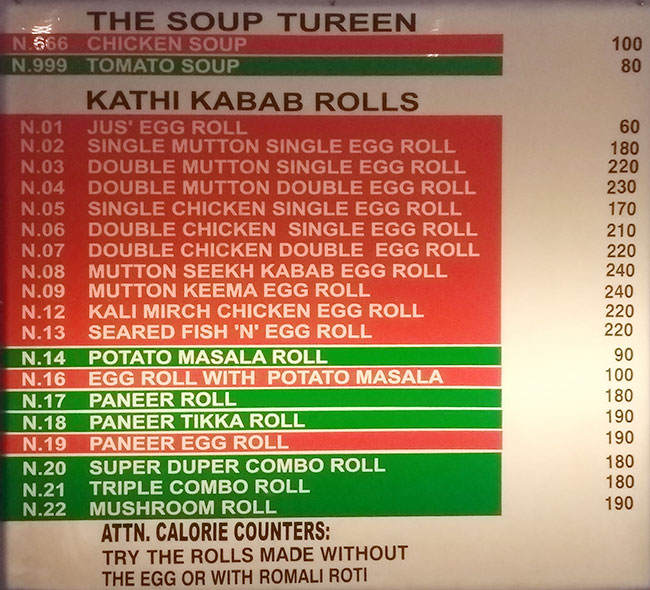 THE SOUP TUREEN
N.666 CHICKEN SOUP 100
N.999 TOMATO SOUP 80
KATHI KABAB ROLLS
N.01 JUS' EGG ROLL 60
N.02 SINGLE MUTTON SINGLE EGG ROLL 180
N.03 DOUBLE MUTTON SINGLE EGG ROLL 220
N.04 DOUBLE MUTTON DOUBLE EGG ROLL 230
N.05 SINGLE CHICKEN SINGLE EGG ROLL 170
N.06 DOUBLE CHICKEN SINGLE EGG ROLL 210
N.07 DOUBLE CHICKEN DOUBLE EGG ROLL 220
N.08 MUTTON SEEKH KABAB EGG ROLL 240
N.09 MUTTON KEEMA EGG ROLL 240
N.12 KALI MIRCH CHICKEN EGG ROLL 220
N.13 SEARED FISH 'N' EGG ROLL 220
N.14 POTATO MASALA ROLL 90
N.16 EGG ROLL WITH POTATO MASALA 100
N.17 PANEER ROLL 180
N.18 PANEER TIKKA ROLL 190
N.19 PANEER EGG ROLL 190
N.20 SUPER DUPER COMBO ROLL 180
N.21 TRIPLE COMBO ROLL 180
N.22 MUSHROOM ROLL 190
ATTN. CALORIE COUNTERS:
TRY THE ROLLS MADE WITHOUT
THE EGG OR WITH ROMALI ROTI